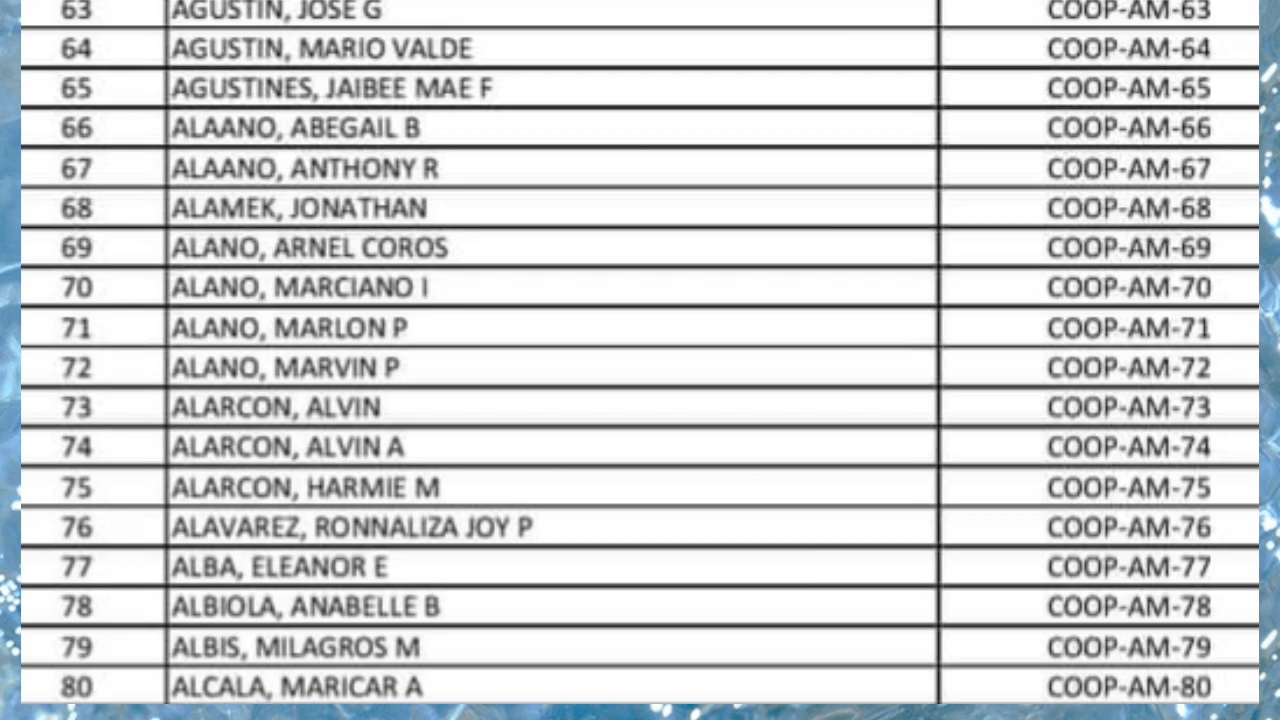 63 AGUSTIN, JOSE G COOP-AM-63
64 AGUSTIN, MARIO VALDE COOP-AM-64
65 AGUSTINES, JAIBEE MAE F COOP-AM-65
66 ALAANO, ABEGAIL B COOP-AM-66
67 ALAANO, ANTHONY R COOP-AM-67
68 ALAMEK, JONATHAN COOP-AM-68
69 ALANO, ARNEL COROS COOP-AM-69
70 ALANO, MARCIANO I COOP-AM-70
71 ALANO, MARLON P COOP-AM-71
72 ALANO, MARVIN P COOP-AM-72
73 ALARCON, ALVIN COOP-AM-73
74 ALARCON, ALVIN A COOP-AM-74
75 ALARCON, HARMIE M COOP-AM-75
76 ALAVAREZ, RONNALIZA JOY P COOP-AM-76
77 ALBA, ELEANOR E COOP-AM-77
78 ALBIOLA, ANABELLE B COOP-AM-78
79 ALBIS, MILAGROS M COOP-AM-79
80 ALCALA, MARICAR A COOP-AM-80